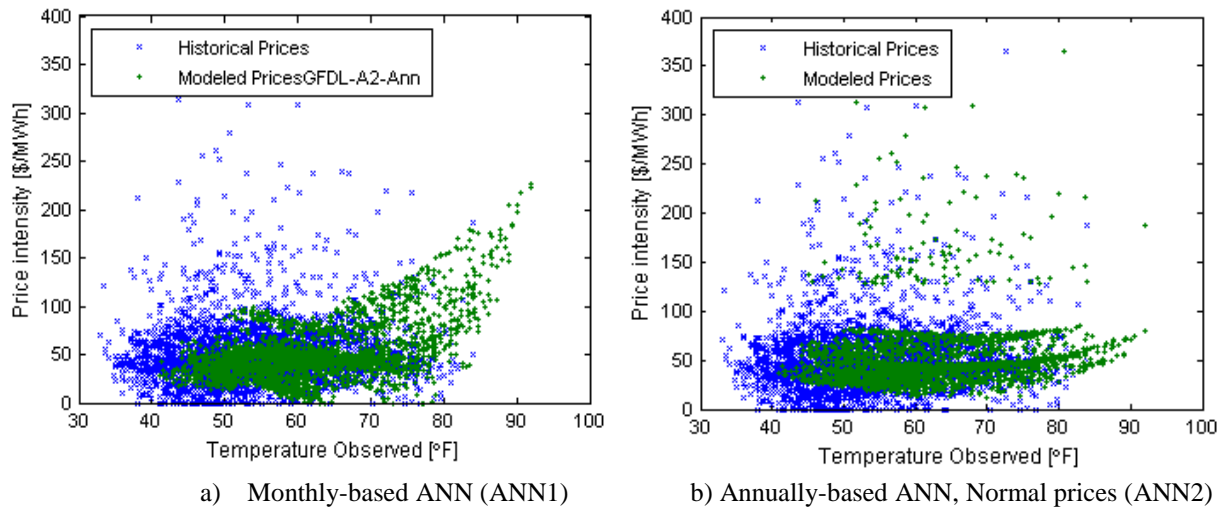 400
350
300
250
200
150
100
50
0
Price intensity [$/MWh]
Historical Prices
Modeled PricesGFDL-A2-Ann
30 40 50 60 70 80 90 100
Temperature Observed [°F]
a) Monthly-based ANN (ANN1)
400
350
300
250
200
150
100
50
0
Price intensity [$/MWh]
Historical Prices
Modeled Prices
30 40 50 60 70 80 90 100
Temperature Observed [°F]
b) Annually-based ANN, Normal prices (ANN2)